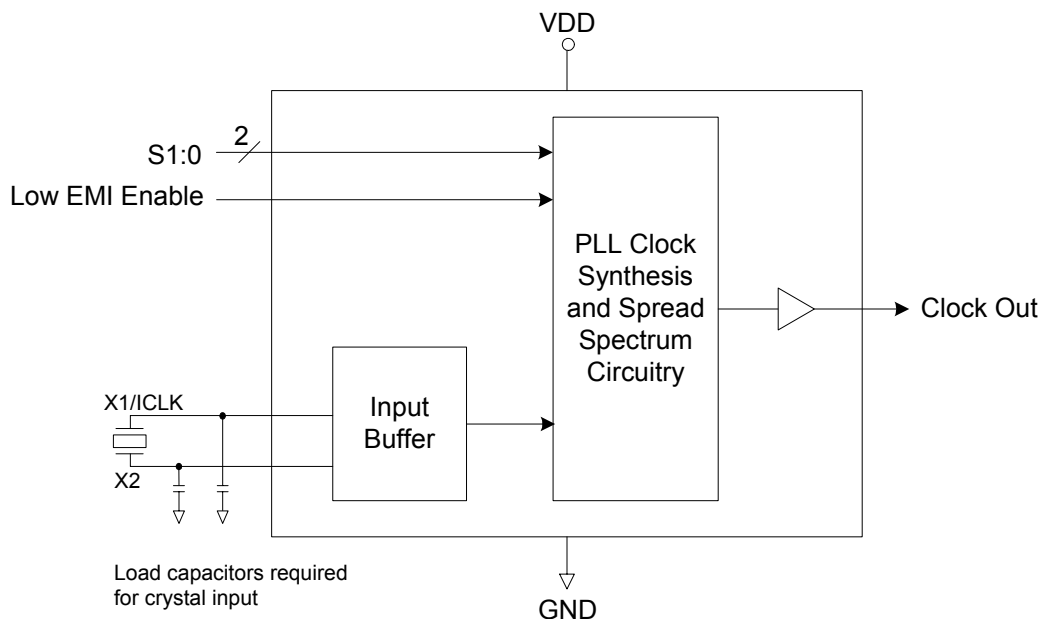 VDD
2
S1:0
Low EMI Enable
PLL Clock
Synthesis
and Spread
Spectrum
Circuitry
Clock Out
X1/ICLK
Input
Buffer
X2
Load capacitors required
for crystal input
GND